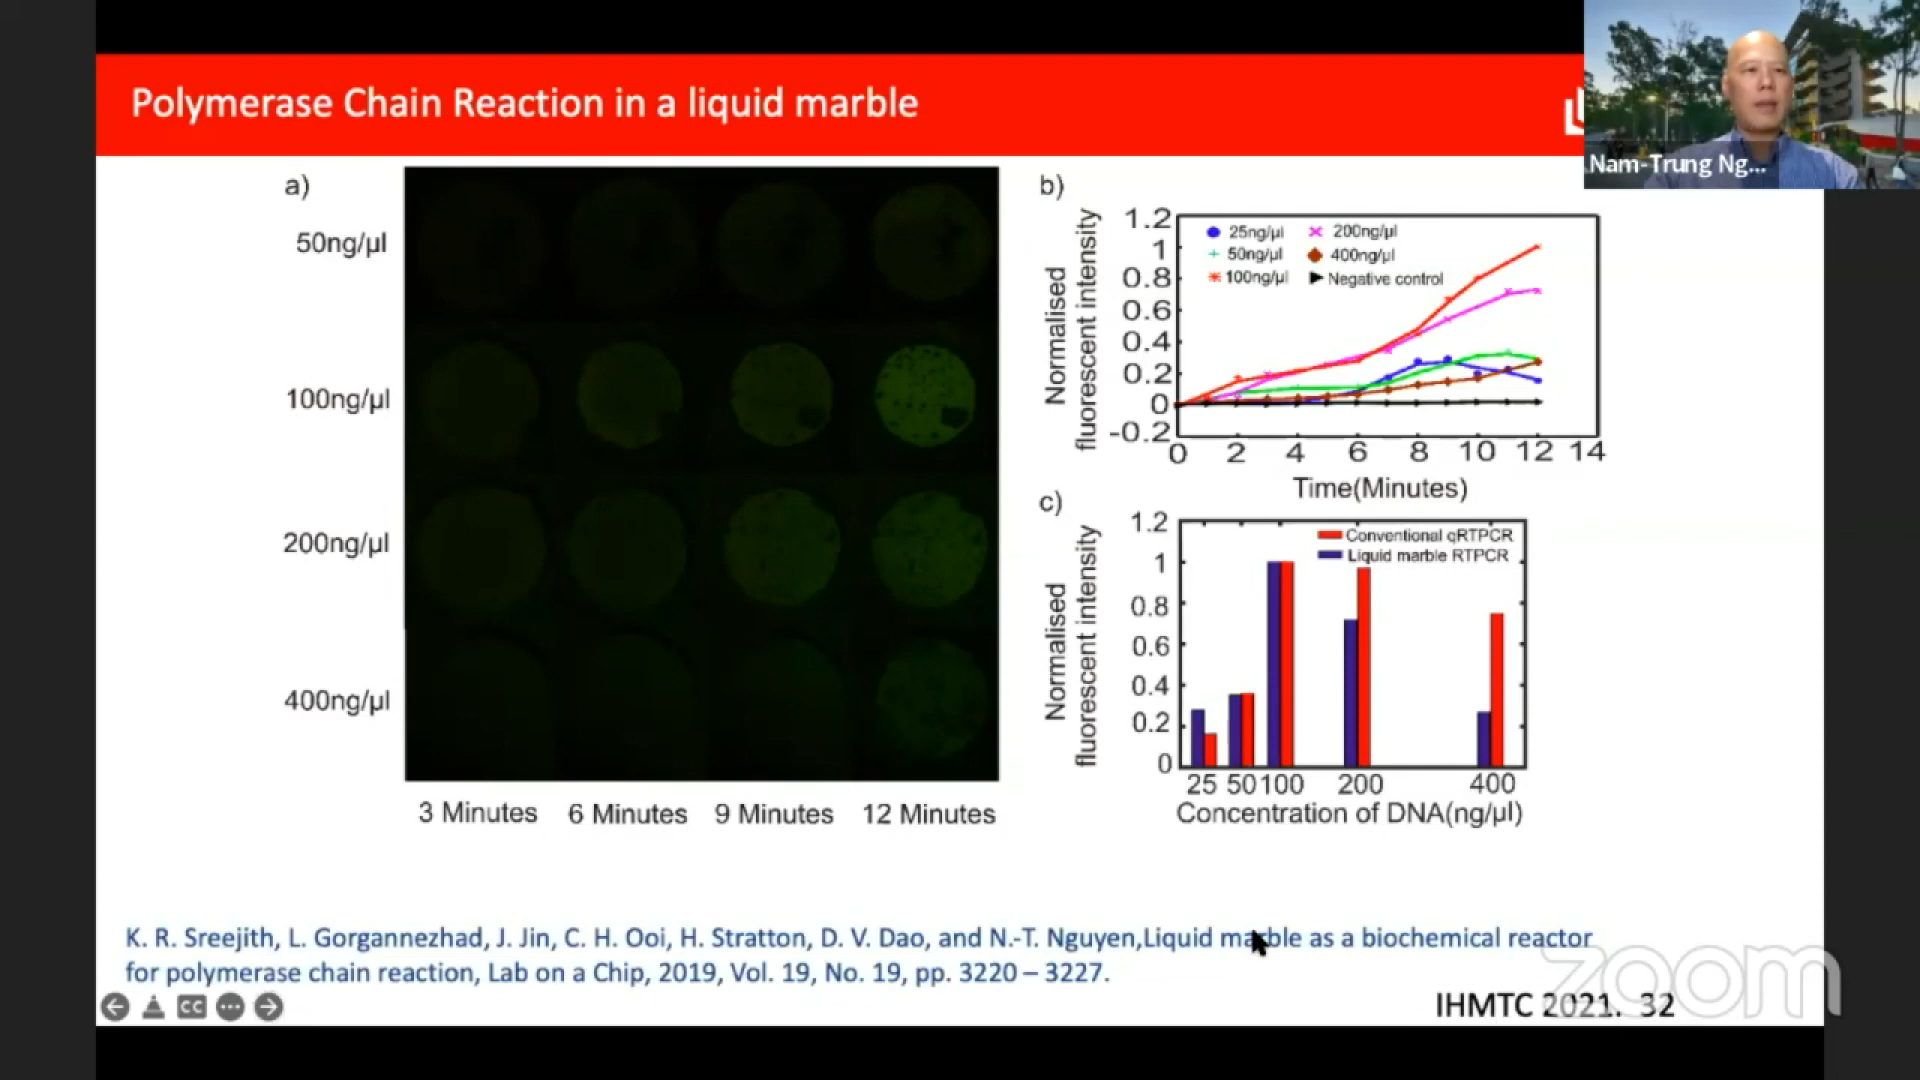 Polymerase Chain Reaction in a liquid marble
Nam-Trung Ng...
a)
50ng/µl
100ng/µl
200ng/µl
400ng/µl
3 Minutes
6 Minutes
9 Minutes
12 Minutes
b)
Normalised
fluorescent intensity
1.2
1
0.8
0.6
0.4
0.2
0
-0.2
25ng/µl
200ng/µl
50ng/µl
400ng/µl
100ng/µl
Negative control
0 2 4 6 8 10 12 14
Time(Minutes)
c)
Normalised
fluorescent intensity
1.2
1
0.8
0.6
0.4
0.2
0
Conventional qRTPCR
Liquid marble RTPCR
25 50 100 200 400
Concentration of DNA(ng/µl)
K. R. Sreejith, L. Gorgannezhad, J. Jin, C. H. Ooi, H. Stratton, D. V. Dao, and N.-T. Nguyen,Liquid marble as a biochemical reactor
for polymerase chain reaction, Lab on a Chip, 2019, Vol. 19, No. 19, pp. 3220 – 3227.
CC
IHMTC 2021. 32
zoom